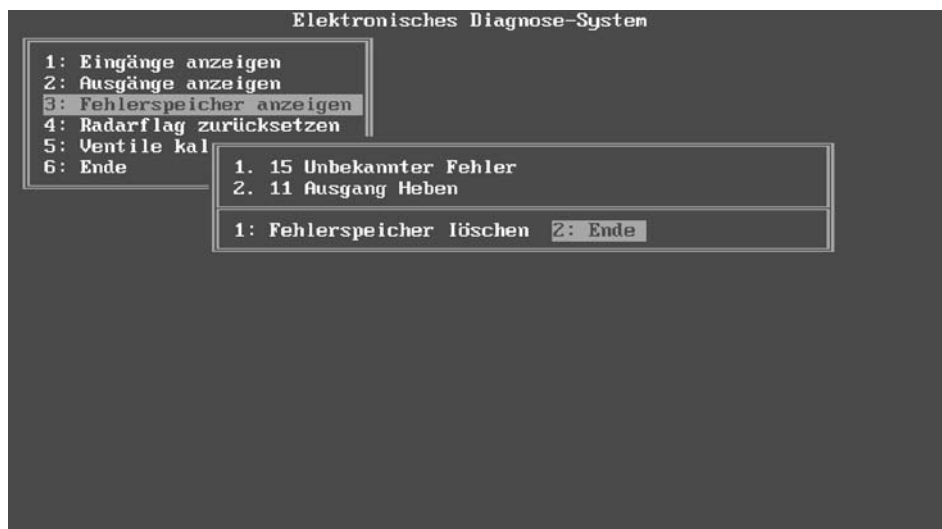 Elektronisches Diagnose-System
1: Eingänge anzeigen
2: Ausgänge anzeigen
3: Fehlerspeicher anzeigen
4: Radarflag zurücksetzen
5: Ventile kal
6: Ende
1. 15 Unbekannter Fehler
2. 11 Ausgang Heben
1: Fehlerspeicher löschen 2: Ende